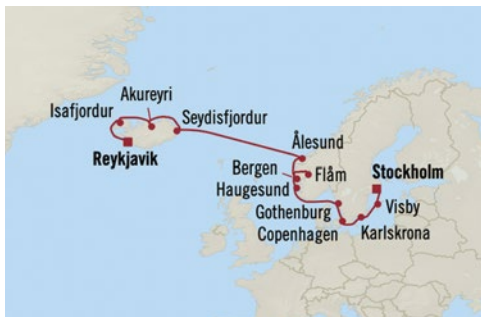 Akureyri
Isafjordur
Seydisfjordur
Reykjavik
Ålesund
Bergen
Flåm
Stockholm
Haugesund
Visby
Gothenburg
Karlskrona
Copenhagen